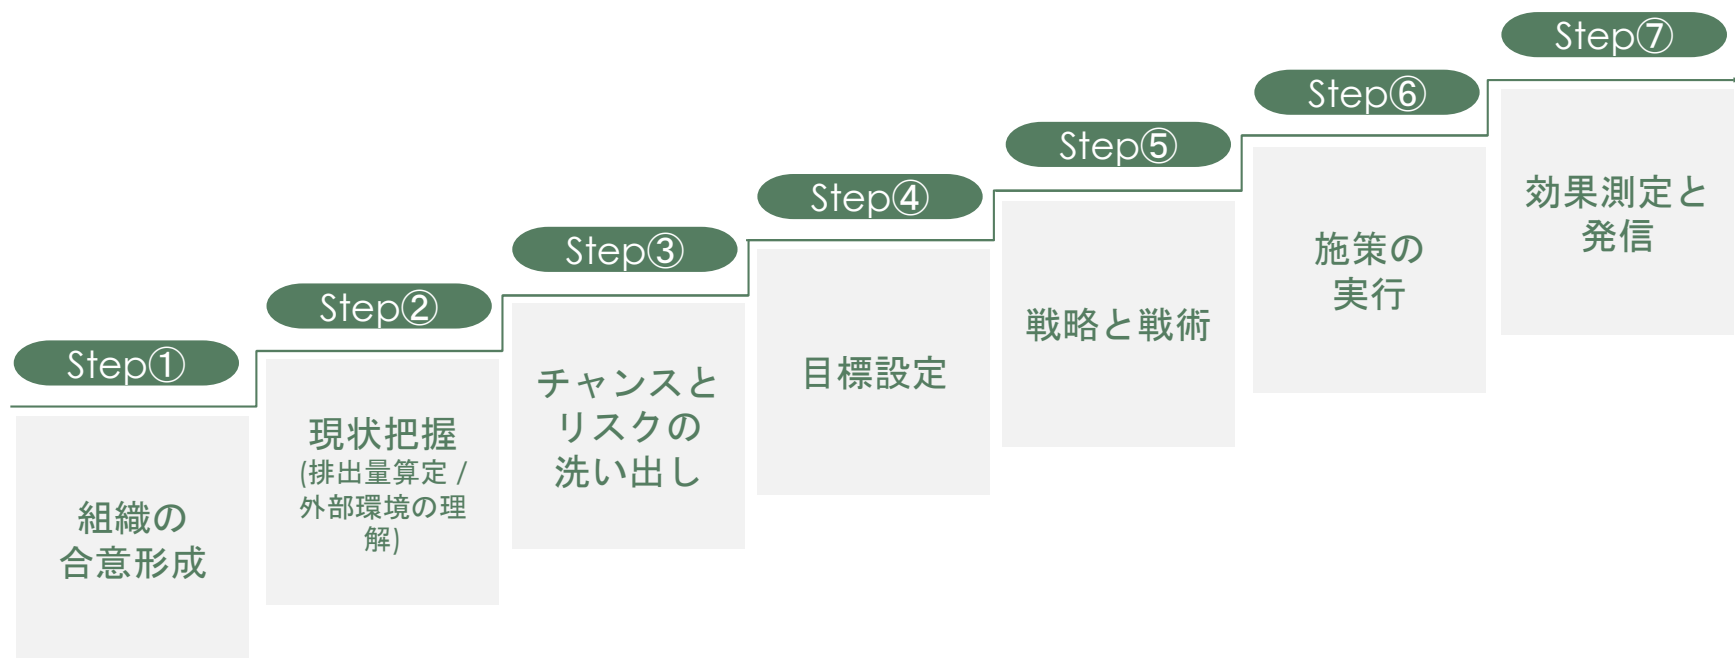 Step①
組織の
合意形成
Step②
現状把握
(排出量算定 /
外部環境の理
解)
Step③
チャンスと
リスクの
洗い出し
Step④
目標設定
Step⑤
戦略と戦術
Step⑥
施策の
実行
Step⑦
効果測定と
発信